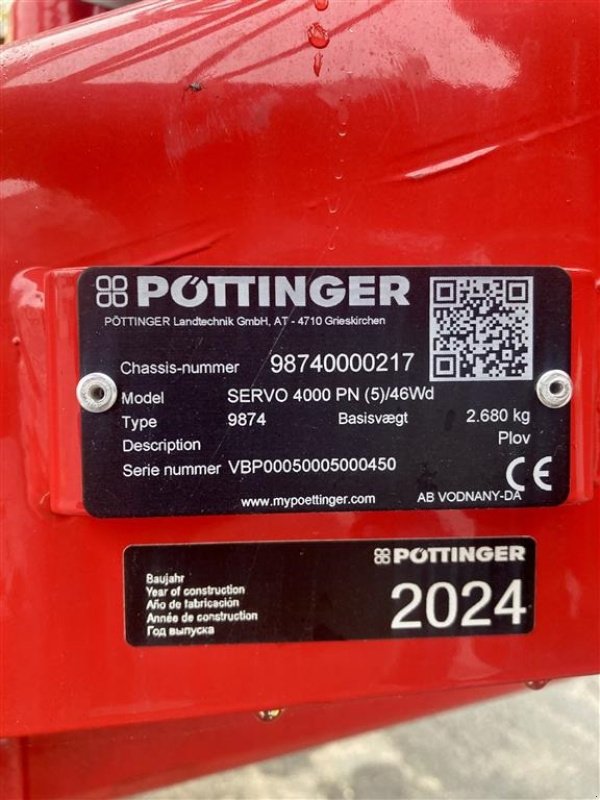 PÖTTINGER
PÖTTINGER Landtechnik GmbH, AT - 4710 Grieskirchen
Chassis-nummer 98740000217
Model SERVO 4000 PN (5)/46Wd
Type 9874 Basisvægt 2.680 kg
Description Plov
Serie nummer VBP00050005000450
CE
www.mypoettinger.com AB VODNANY-DA
PÖTTINGER
Baujahr
Year of construction
Año de fabricación
Année de construction
Год выпуска
2024